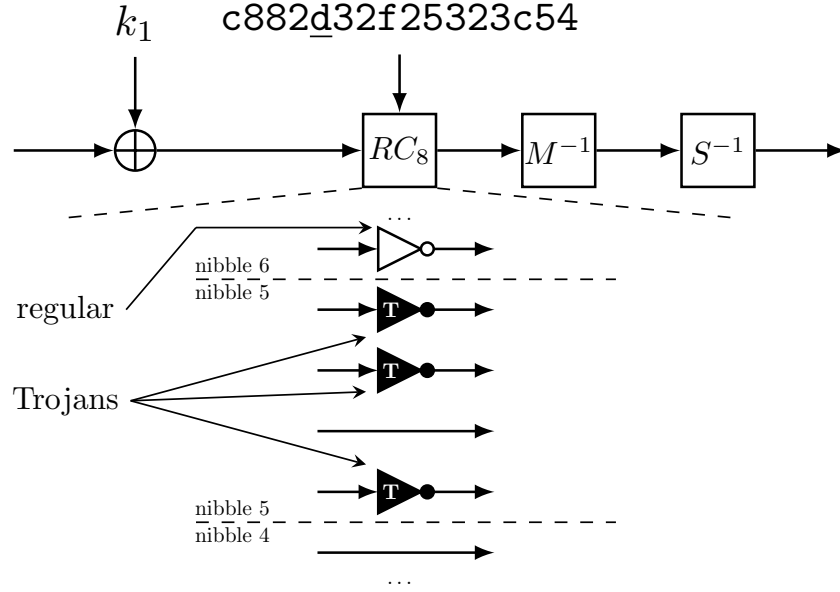 k₁ c882d32f25323c54
RC₈ M⁻¹ S⁻¹
...
nibble 6
nibble 5
regular
T
T
Trojans
T
nibble 5
nibble 4
...